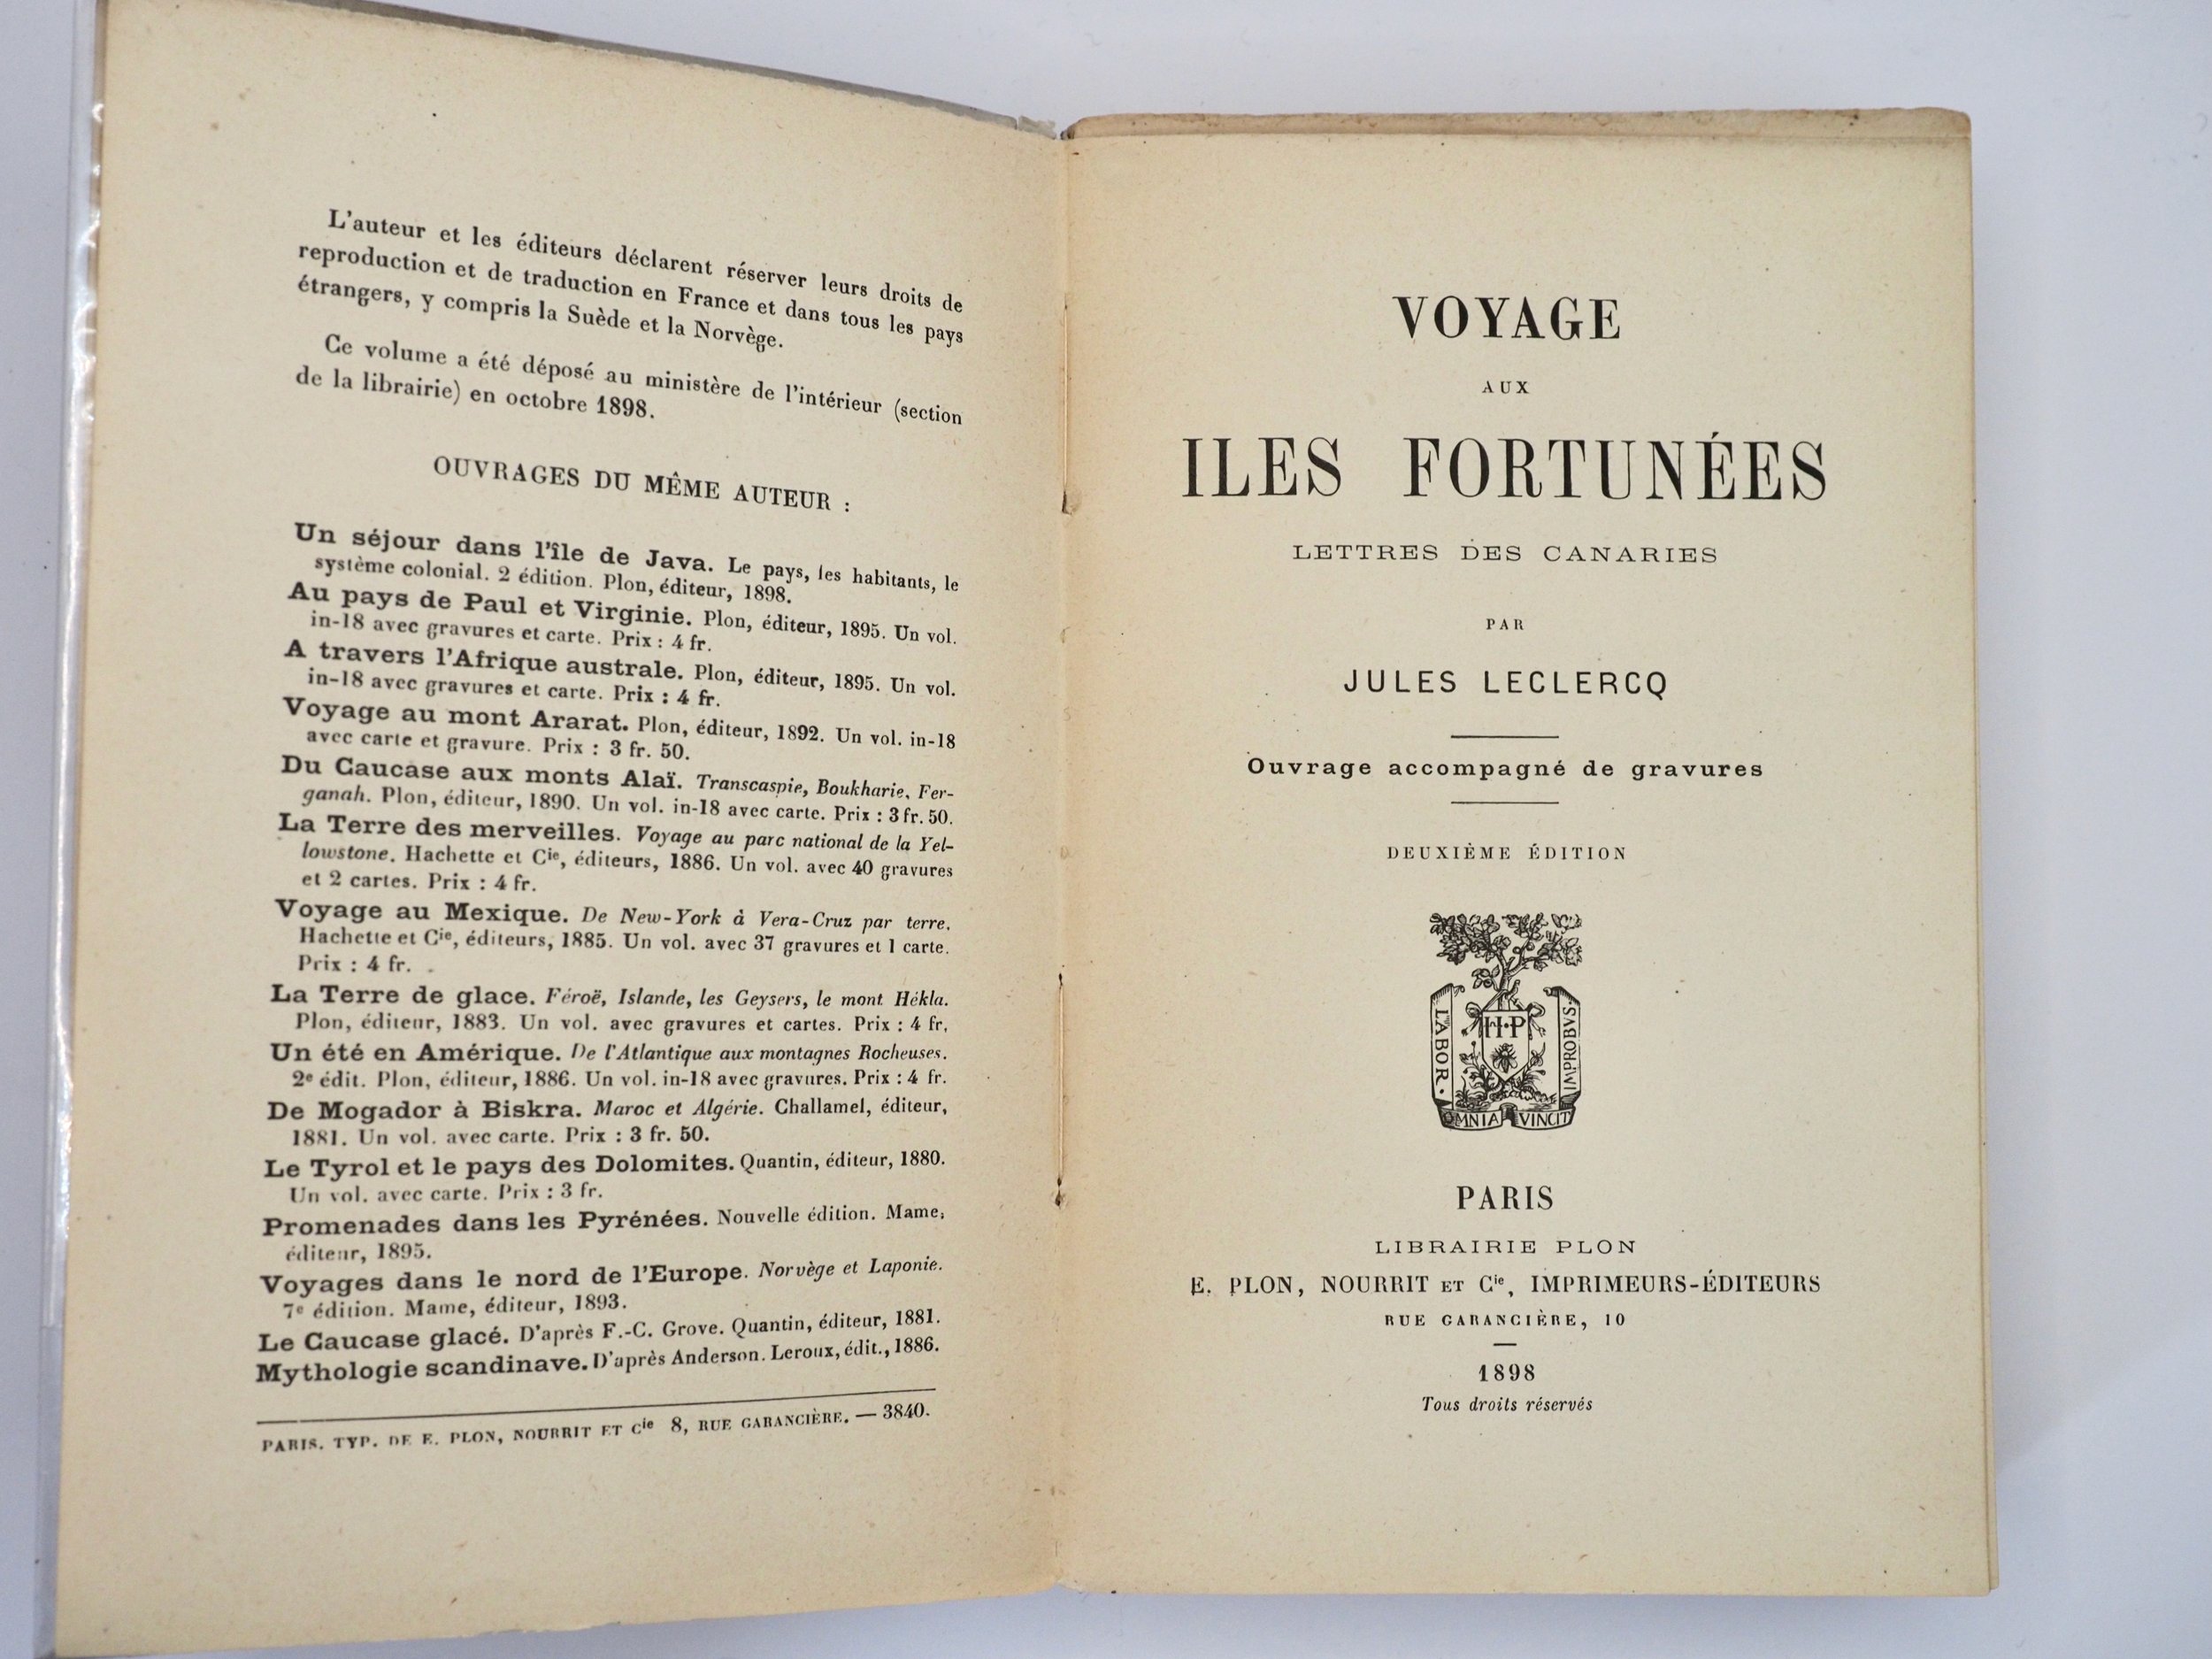 L'auteur et les éditeurs déclarent réserver leurs droits de
reproduction et de traduction en France et dans tous les pays
étrangers, y compris la Suède et la Norvège.
Ce volume a été déposé au ministère de l'intérieur (section
de la librairie) en octobre 1898.
OUVRAGES DU MÊME AUTEUR :
Un séjour dans l'île de Java. Le pays, les habitants, le
système colonial. 2 édition. Plon, éditeur, 1898.
Au pays de Paul et Virginie. Plon, éditeur, 1895. Un vol.
in-18 avec gravures et carte. Prix : 4 fr.
A travers l'Afrique australe. Plon, éditeur, 1895. Un vol.
in-18 avec gravures et carte. Prix : 4 fr.
Voyage au mont Ararat. Plon, éditeur, 1892. Un vol. in-18
avec carte et gravure. Prix : 3 fr. 50.
Du Caucase aux monts Alaï. Transcaspie, Boukharie, Fer-
ganah. Plon, éditeur, 1890. Un vol. in-18 avec carte. Prix : 3 fr. 50.
La Terre des merveilles. Voyage au parc national de la Yel-
lowstone. Hachette et Cie, éditeurs, 1886. Un vol. avec 40 gravures
et 2 cartes. Prix : 4 fr.
Voyage au Mexique. De New-York à Vera-Cruz par terre.
Hachette et Cie, éditeurs, 1885. Un vol. avec 37 gravures et 1 carte.
Prix : 4 fr.
La Terre de glace. Féroë, Islande, les Geysers, le mont Hékla.
Plon, éditeur, 1883. Un vol. avec gravures et cartes. Prix : 4 fr.
Un été en Amérique. De l'Atlantique aux montagnes Rocheuses.
2e édit. Plon, éditeur, 1886. Un vol. in-18 avec gravures. Prix : 4 fr.
De Mogador à Biskra. Maroc et Algérie. Challamel, éditeur,
1881. Un vol. avec carte. Prix : 3 fr. 50.
Le Tyrol et le pays des Dolomites. Quantin, éditeur, 1880.
Un vol. avec carte. Prix : 3 fr.
Promenades dans les Pyrénées. Nouvelle édition. Mame,
éditeur, 1895.
Voyages dans le nord de l'Europe. Norvège et Laponie.
7e édition. Mame, éditeur, 1893.
Le Caucase glacé. D'après F.-C. Grove. Quantin, éditeur, 1881.
Mythologie scandinave. D'après Anderson. Leroux, édit., 1886.
PARIS. TYP. DE E. PLON, NOURRIT ET Cie 8, RUE GARANCIÈRE. — 3840.
VOYAGE
AUX
ILES FORTUNÉES
LETTRES DES CANARIES
PAR
JULES LECLERCQ
Ouvrage accompagné de gravures
DEUXIÈME ÉDITION
H·P
LABOR·
IMPROBVS·
OMNIA VINCIT
PARIS
LIBRAIRIE PLON
E. PLON, NOURRIT ET Cie, IMPRIMEURS-ÉDITEURS
RUE GARANCIÈRE, 10
1898
Tous droits réservés